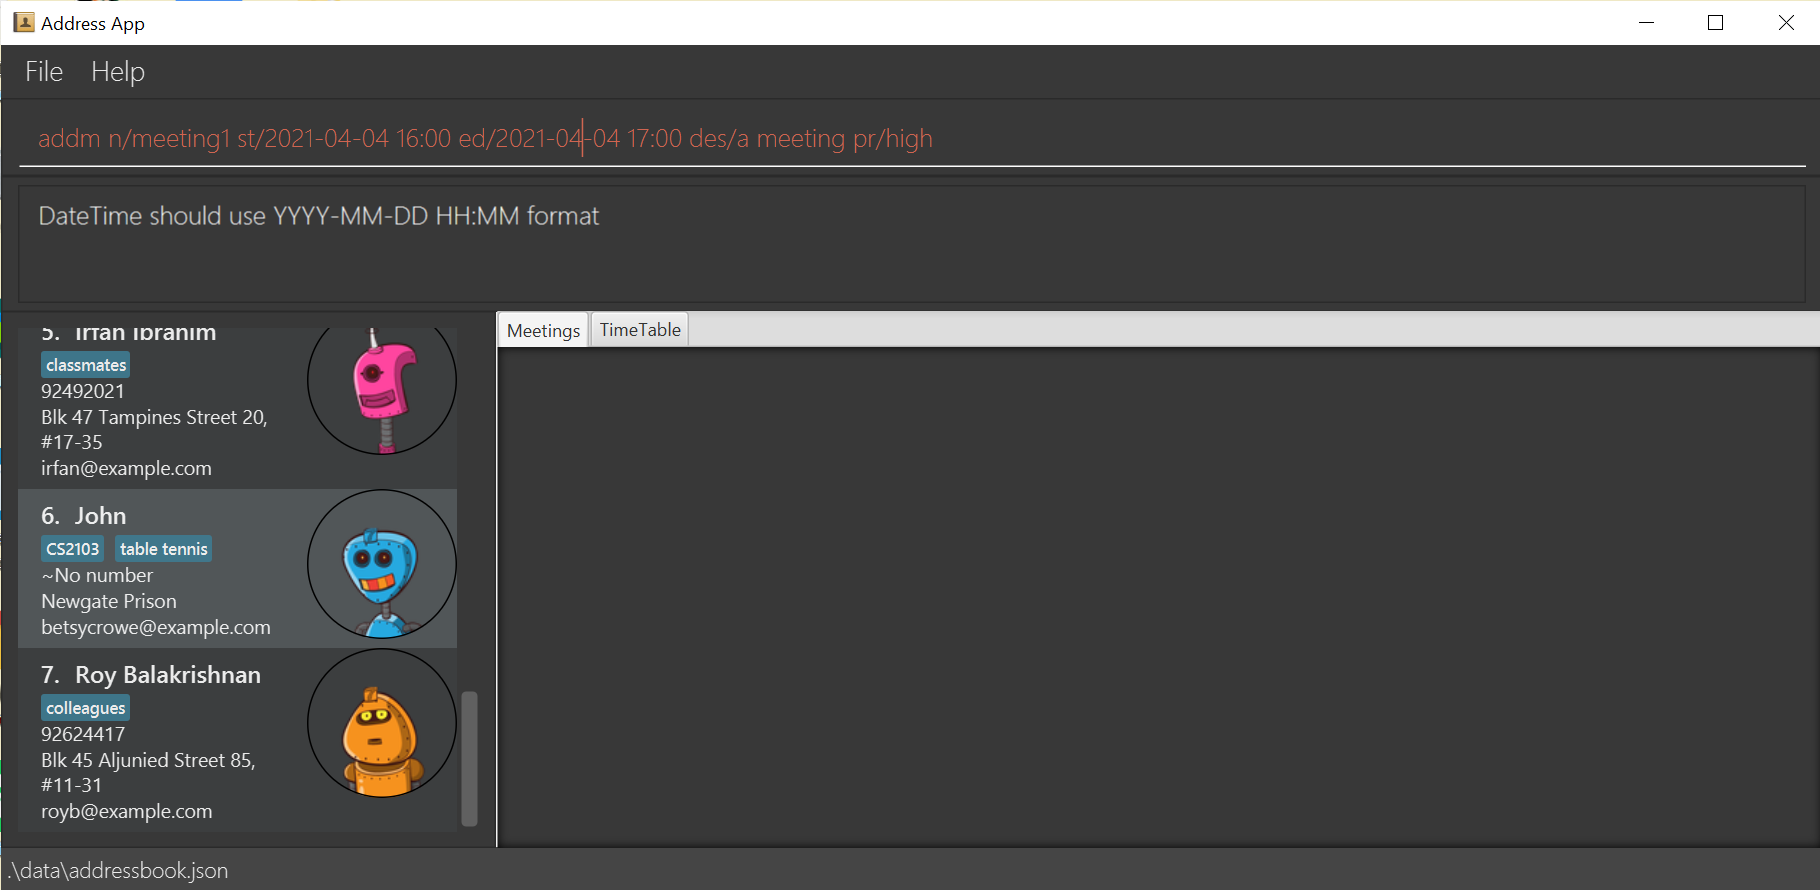 Address App
File Help
addm n/meeting1 st/2021-04-04 16:00 ed/2021-04-04 17:00 des/a meeting pr/high
DateTime should use YYYY-MM-DD HH:MM format
Meetings TimeTable
5. Irfan Ibrahim
classmates
92492021
Blk 47 Tampines Street 20,
#17-35
irfan@example.com
6. John
CS2103 table tennis
~No number
Newgate Prison
betsycrowe@example.com
7. Roy Balakrishnan
colleagues
92624417
Blk 45 Aljunied Street 85,
#11-31
royb@example.com
.\data\addressbook.json